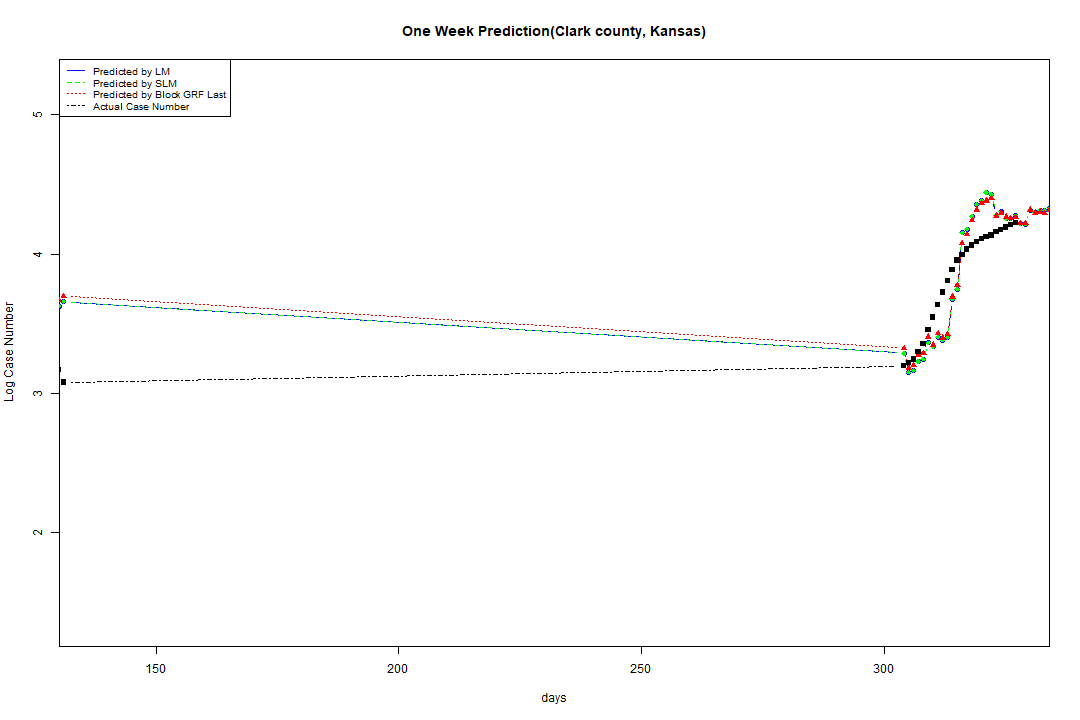 One Week Prediction(Clark county, Kansas)
Predicted by LM
Predicted by SLM
Predicted by Block GRF Last
Actual Case Number
5
4
3
2
Log Case Number
150 200 250 300
days